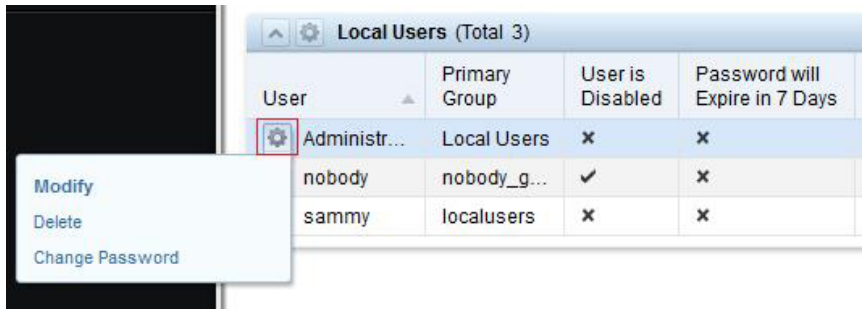 Local Users (Total 3)
User
Primary Group
User is Disabled
Password will Expire in 7 Days
Administr... Local Users
nobody nobody_g...
sammy localusers
Modify
Delete
Change Password